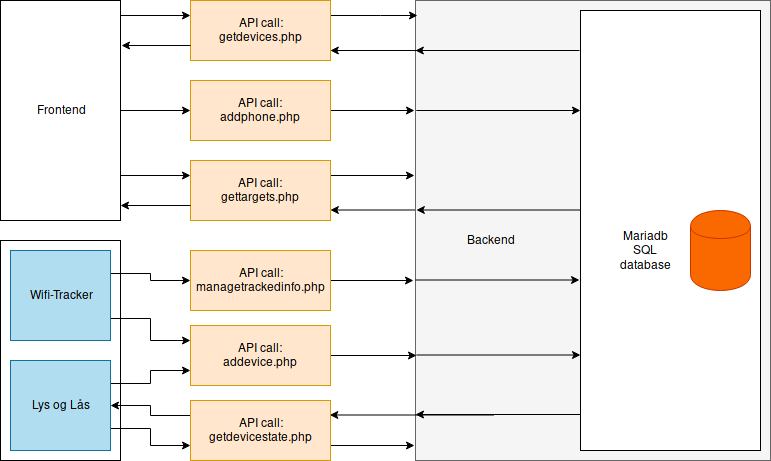 API call:
getdevices.php
Frontend
API call:
addphone.php
API call:
gettargets.php
Backend
Mariadb
SQL
database
Wifi-Tracker
API call:
managetrackedinfo.php
API call:
addevice.php
Lys og Lås
API call:
getdevicestate.php